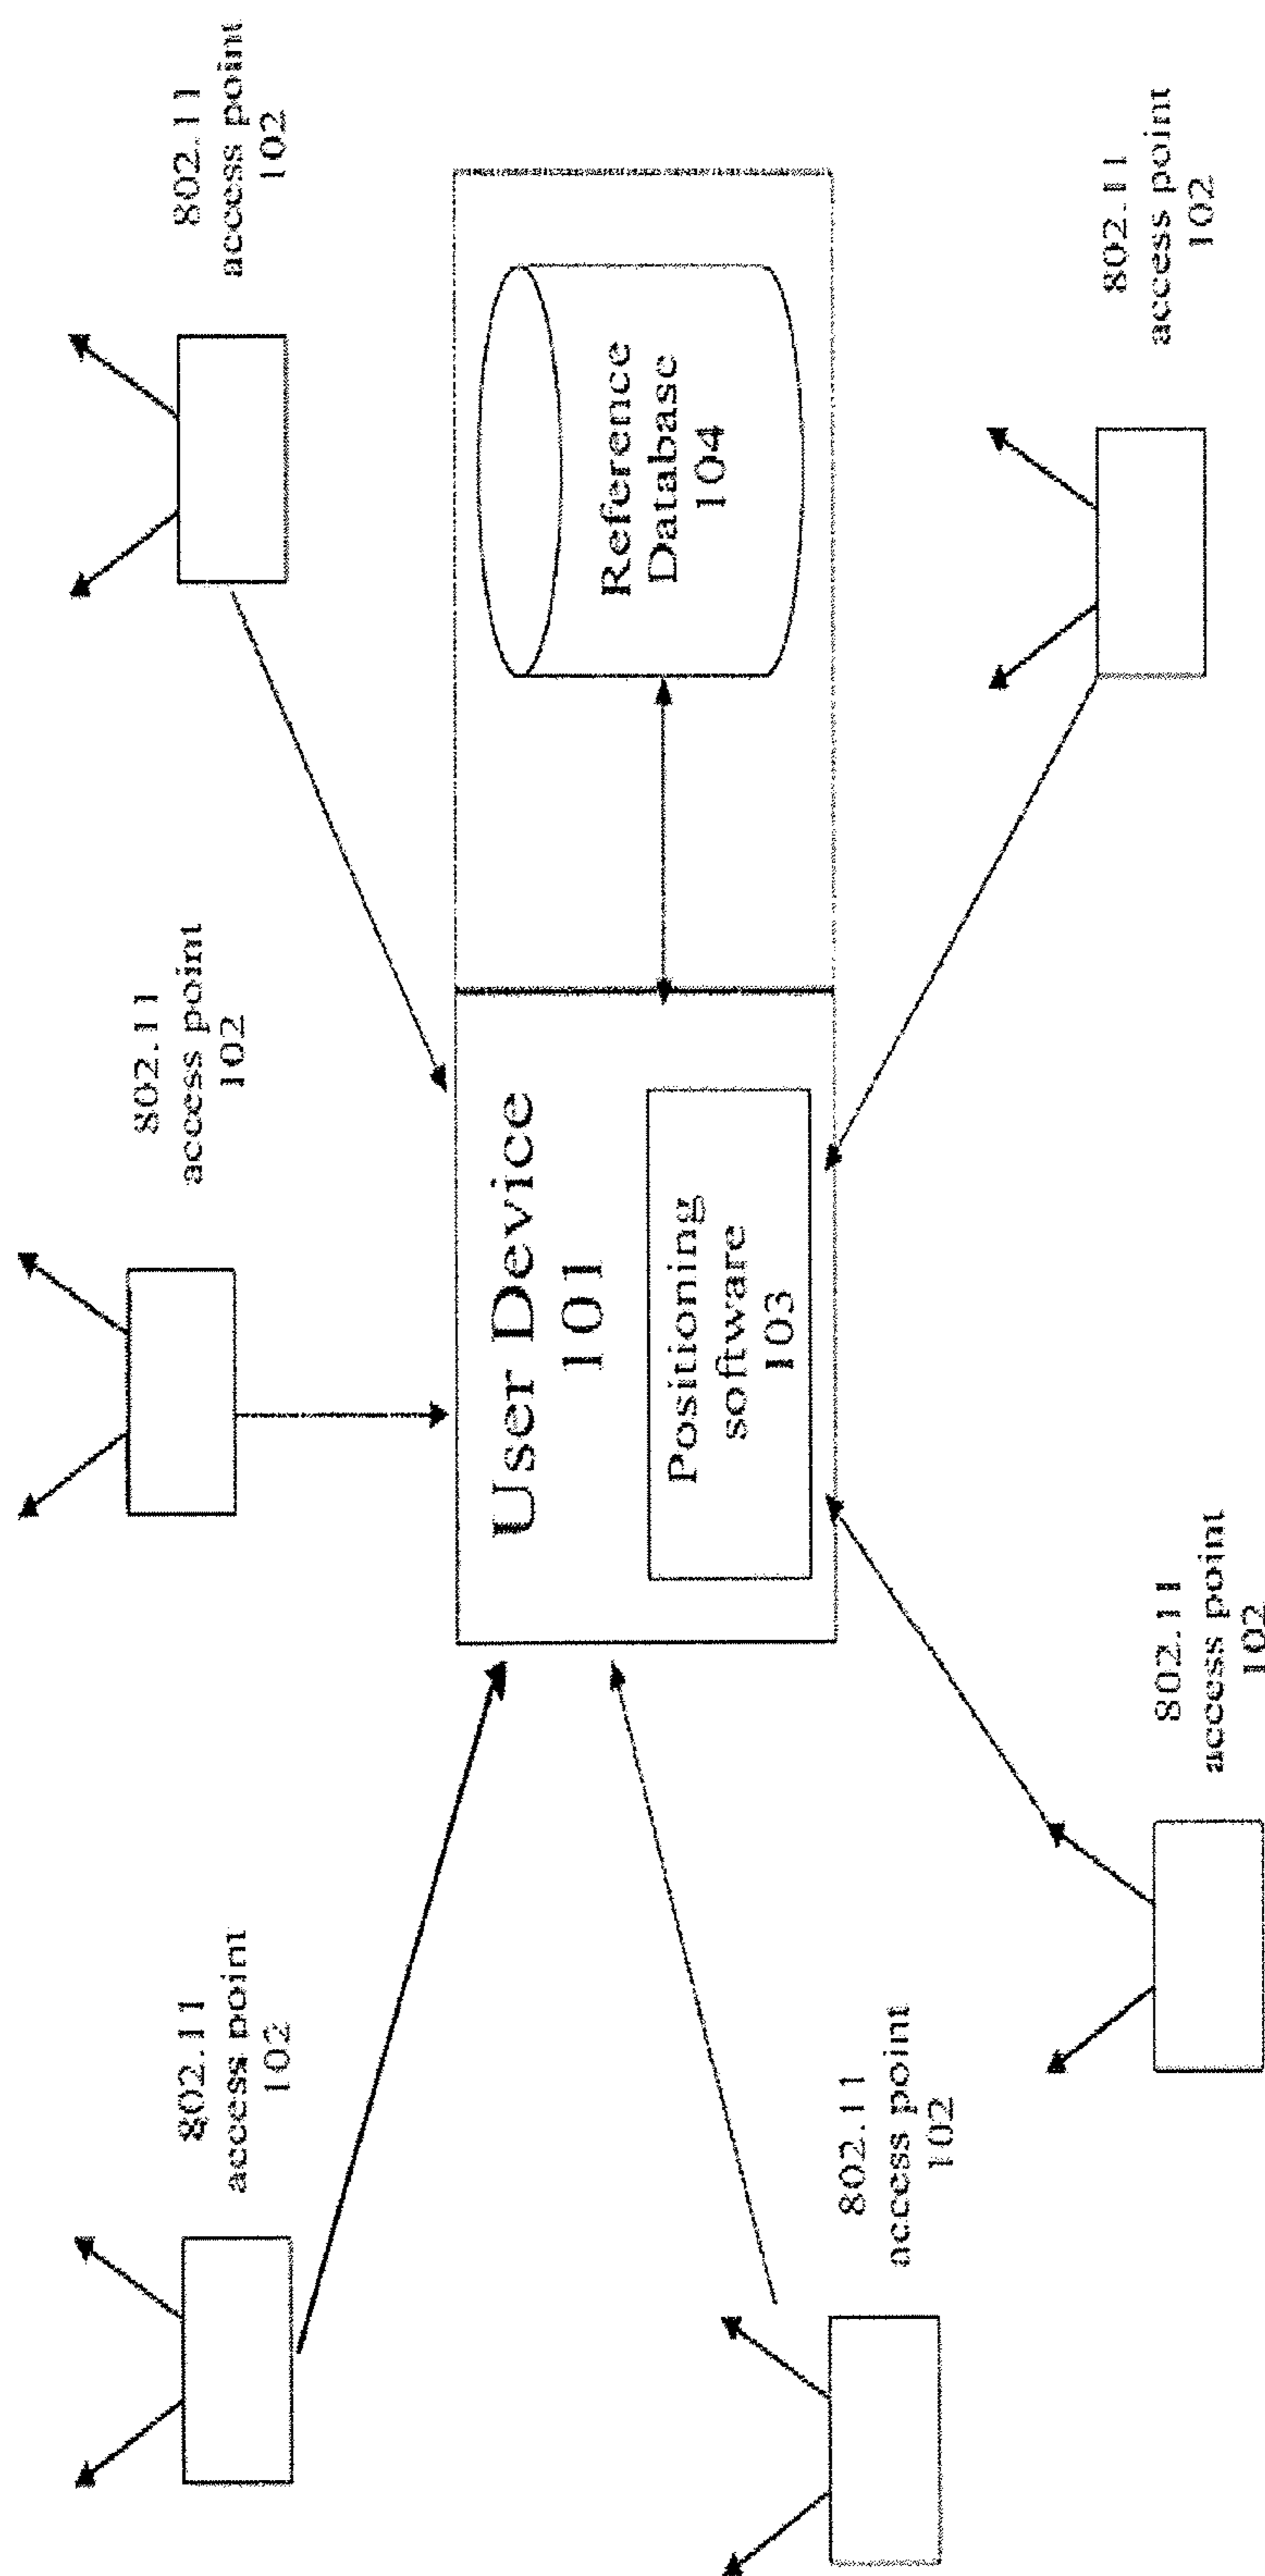 802.11
access point
102
802.11
access point
102
802.11
access point
102
User Device
101
Positioning
software
103
Reference
Database
104
802.11
access point
102
802.11
access point
102
802.11
access point
102